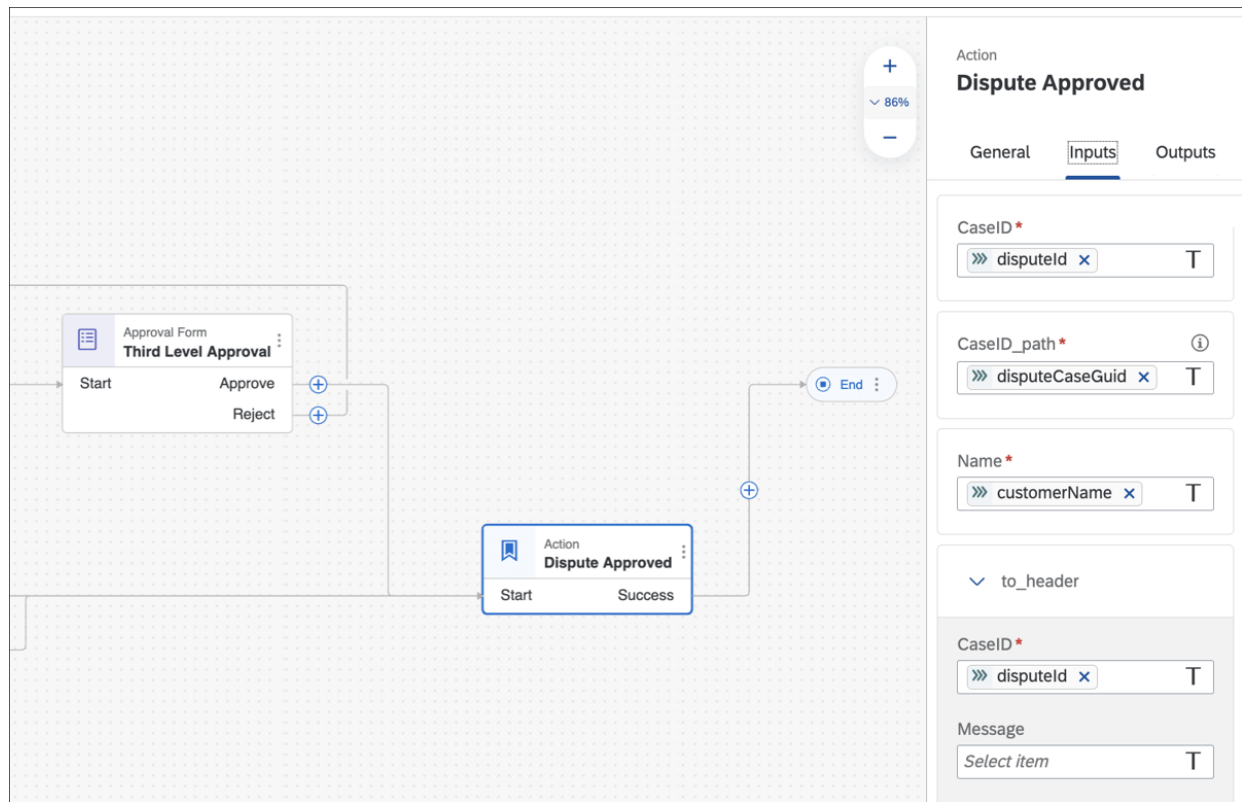 86%
Approval Form
Third Level Approval
Start Approve
Reject
End
Action
Dispute Approved
Start Success
Action
Dispute Approved
General Inputs Outputs
CaseID*
disputeId
CaseID_path*
disputeCaseGuid
Name*
customerName
to_header
CaseID*
disputeId
Message
Select item